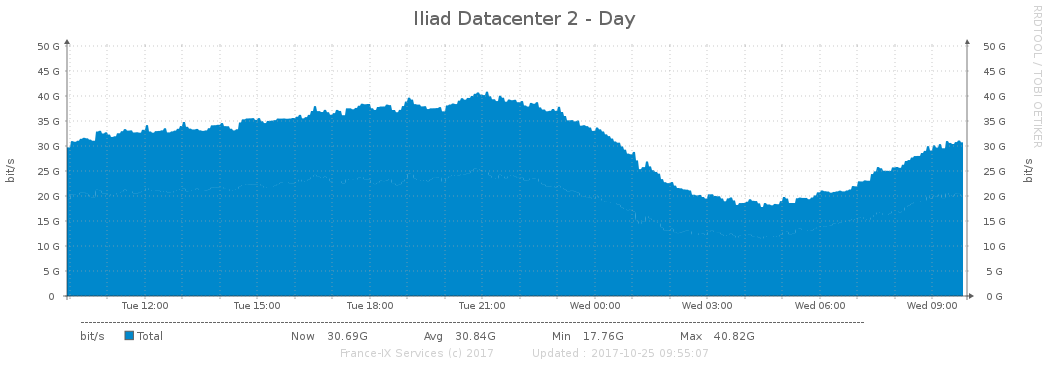 Iliad Datacenter 2 - Day
RRDTOOL / TOBI OETIKER
50 G 50 G
45 G 45 G
40 G 40 G
35 G 35 G
30 G 30 G
25 G 25 G
20 G 20 G
15 G 15 G
10 G 10 G
5 G 5 G
0 0 G
bit/s
bit/s
Tue 12:00 Tue 15:00 Tue 18:00 Tue 21:00 Wed 00:00 Wed 03:00 Wed 06:00 Wed 09:00
bit/s Total Now 30.69G Avg 30.84G Min 17.76G Max 40.82G
France-IX Services (c) 2017 Updated : 2017-10-25 09:55:07